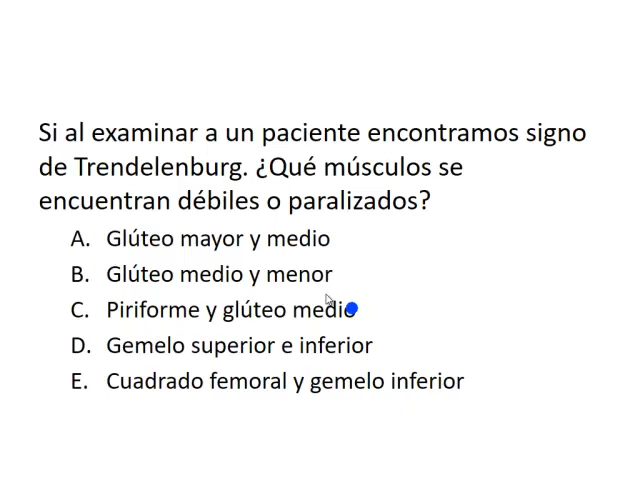 Si al examinar a un paciente encontramos signo
de Trendelenburg. ¿Qué músculos se
encuentran débiles o paralizados?
A. Glúteo mayor y medio
B. Glúteo medio y menor
C. Piriforme y glúteo medio
D. Gemelo superior e inferior
E. Cuadrado femoral y gemelo inferior